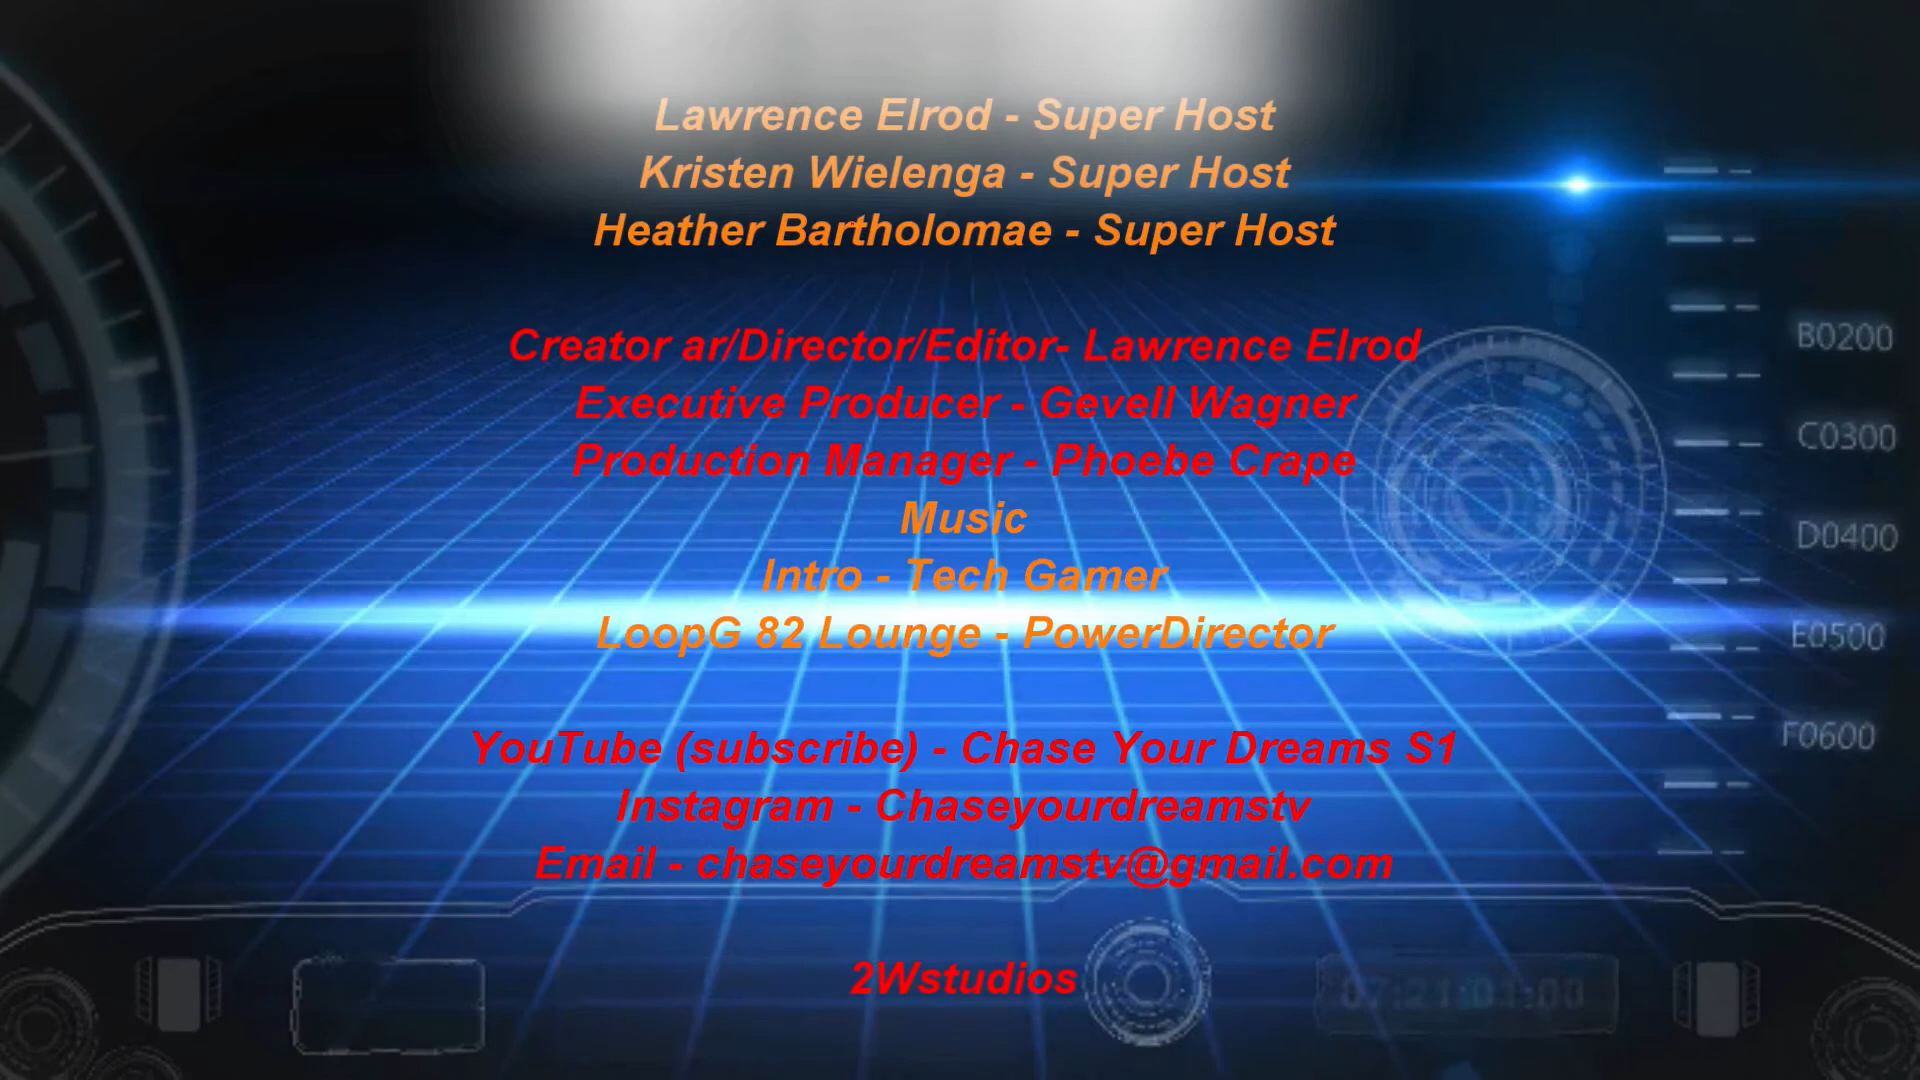 Lawrence Elrod - Super Host
Kristen Wielenga - Super Host
Heather Bartholomae - Super Host
Creator ar/Director/Editor- Lawrence Elrod
Executive Producer - Gevell Wagner
Production Manager - Phoebe Crape
Music
Intro - Tech Gamer
LoopG 82 Lounge - PowerDirector
YouTube (subscribe) - Chase Your Dreams S1
Instagram - Chaseyourdreamstv
Email - chaseyourdreamstv@gmail.com
2Wstudios
B0200
C0300
D0400
E0500
F0600